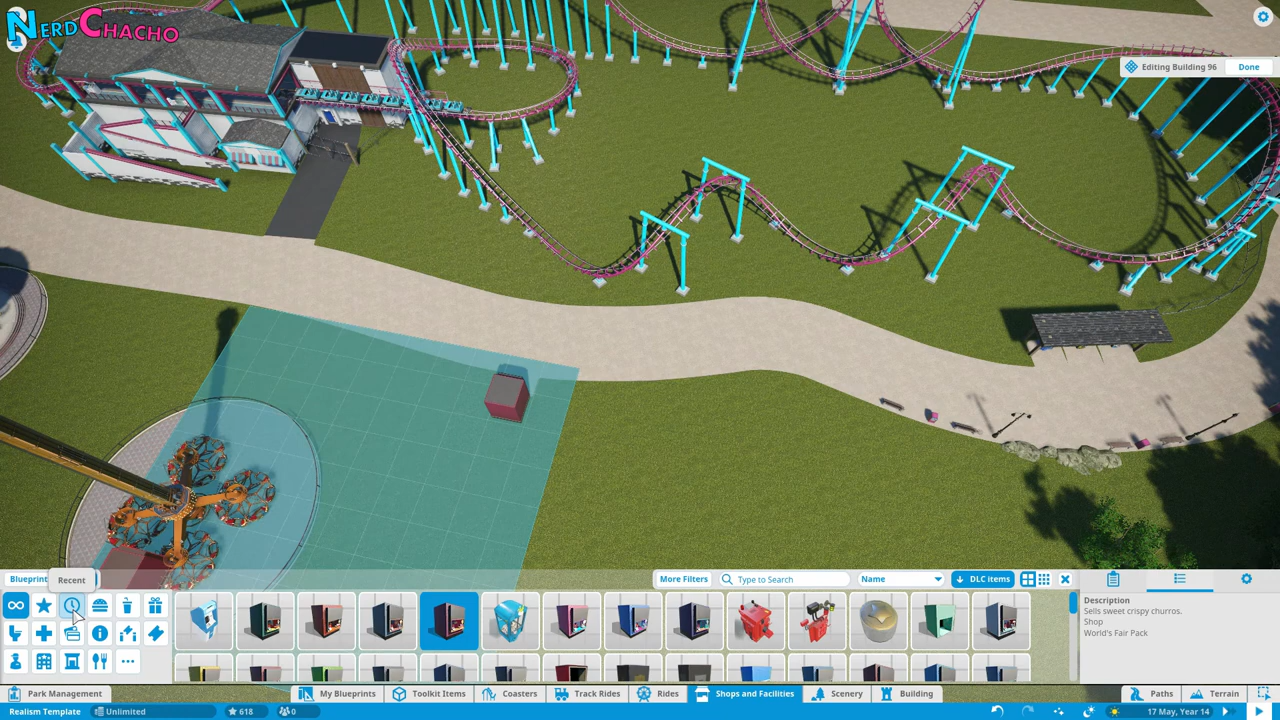 NERDCHACHO
Editing Building 96
Done
Blueprint
Recent
More Filters
Type to Search
Name
DLC items
Description
Sells sweet crispy churros.
Shop
World's Fair Pack
Park Management
My Blueprints
Toolkit Items
Coasters
Track Rides
Rides
Shops and Facilities
Scenery
Building
Paths
Terrain
Realism Template
Unlimited
618
0
17 May, Year 14